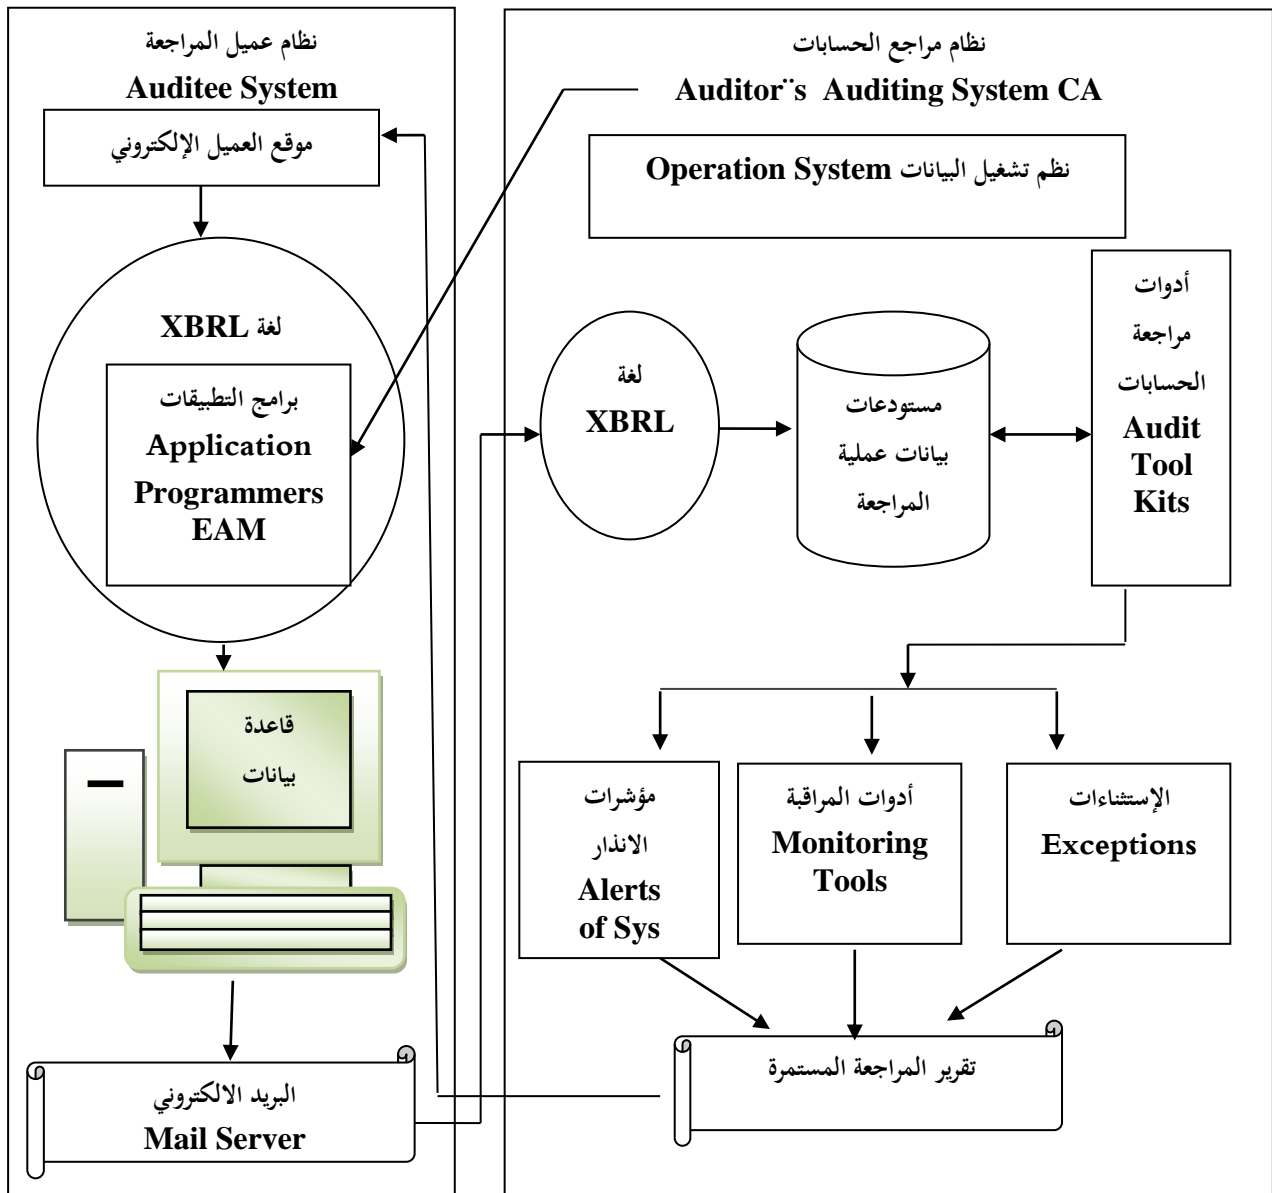 نظام عميل المراجعة
Auditee System
موقع العميل الإلكتروني
لغة XBRL
برامج التطبيقات
Application
Programmers
EAM
قاعدة
بيانات
البريد الالكتروني
Mail Server
نظام مراجع الحسابات
Auditor¨s Auditing System CA
نظم تشغيل البيانات Operation System
لغة
XBRL
مستودعات
بيانات عملية
المراجعة
أدوات
مراجعة
الحسابات
Audit
Tool
Kits
مؤشرات
الانذار
Alerts
of Sys
أدوات المراقبة
Monitoring
Tools
الإستثناءات
Exceptions
تقرير المراجعة المستمرة